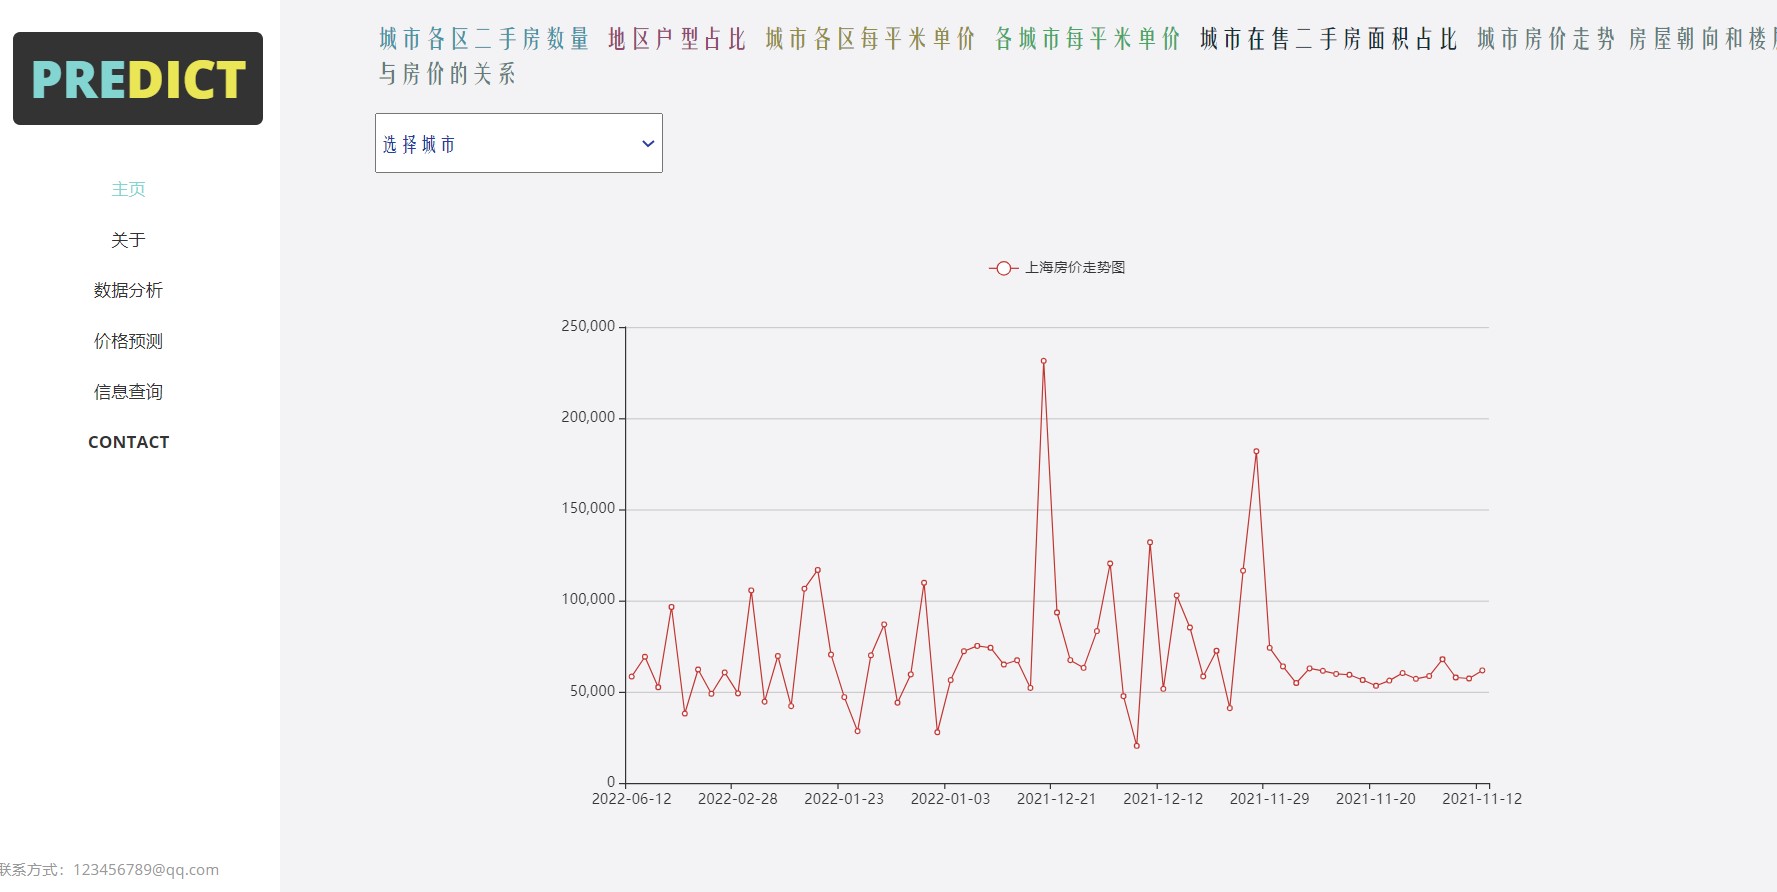 PREDICT
主页
关于
数据分析
价格预测
信息查询
CONTACT
联系方式：123456789@qq.com
城市各区二手房数量 地区户型占比 城市各区每平米单价 各城市每平米单价 城市在售二手房面积占比 城市房价走势 房屋朝向和楼
与房价的关系
选择城市
上海房价走势图
250,000
200,000
150,000
100,000
50,000
0
2022-06-12 2022-02-28 2022-01-23 2022-01-03 2021-12-21 2021-12-12 2021-11-29 2021-11-20 2021-11-12